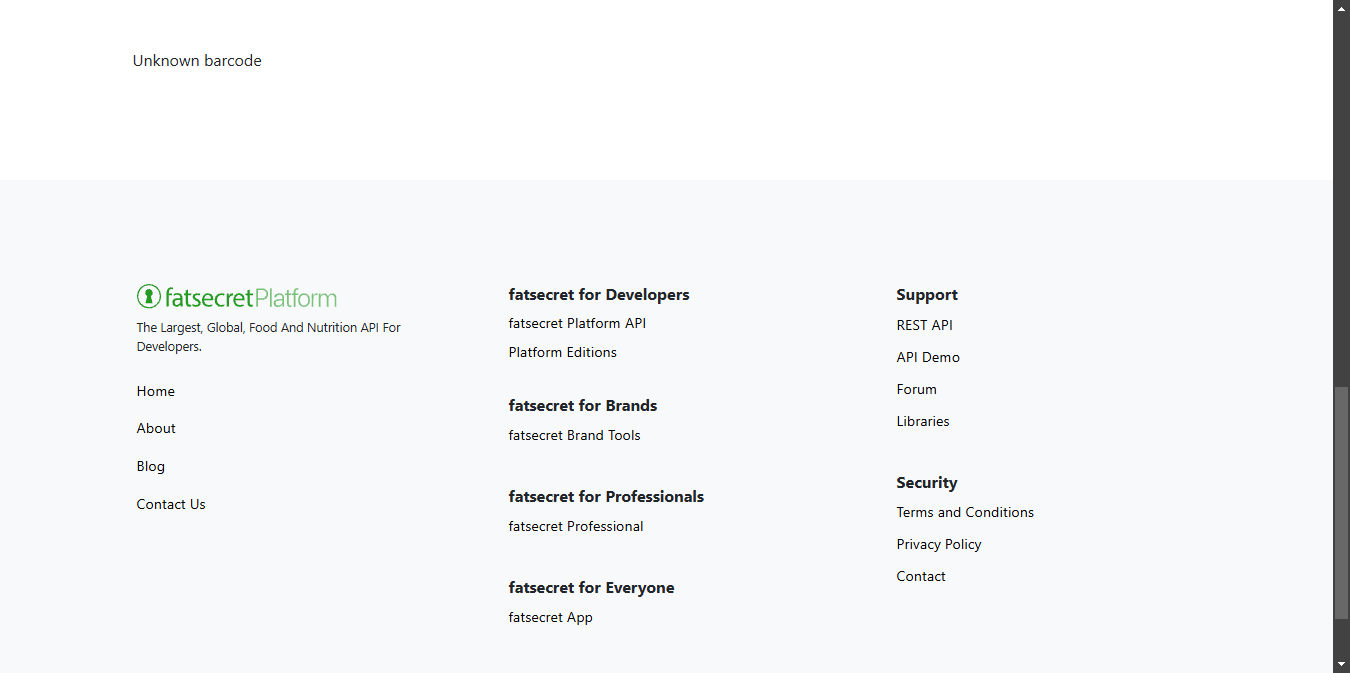 Unknown barcode
fatsecretPlatform
The Largest, Global, Food And Nutrition API For
Developers.
Home
About
Blog
Contact Us
fatsecret for Developers
fatsecret Platform API
Platform Editions
fatsecret for Brands
fatsecret Brand Tools
fatsecret for Professionals
fatsecret Professional
fatsecret for Everyone
fatsecret App
Support
REST API
API Demo
Forum
Libraries
Security
Terms and Conditions
Privacy Policy
Contact